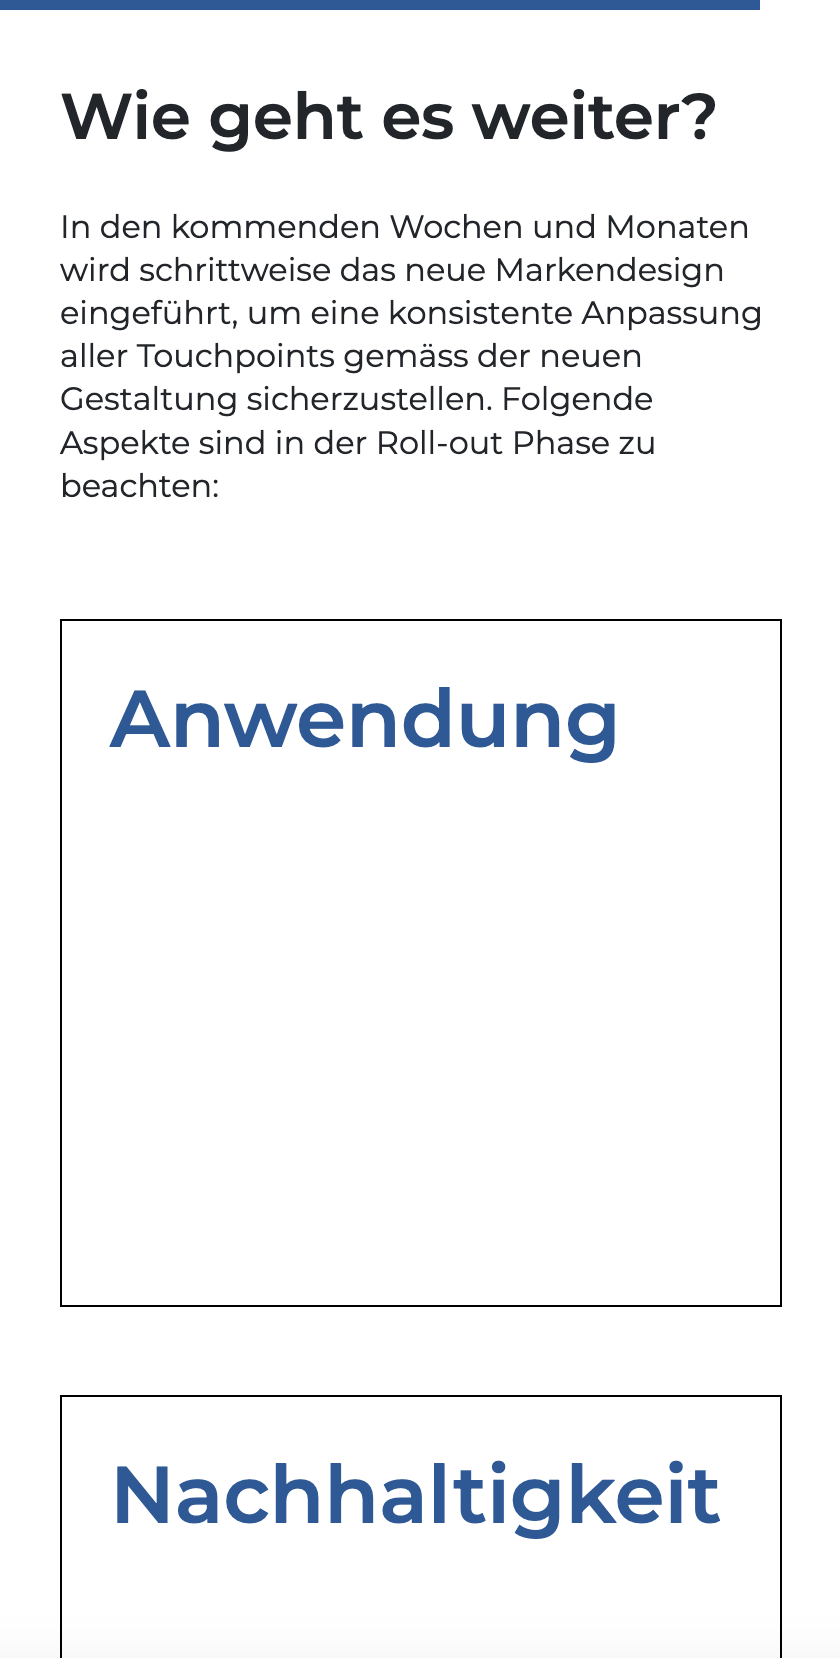 Wie geht es weiter?
In den kommenden Wochen und Monaten
wird schrittweise das neue Markendesign
eingeführt, um eine konsistente Anpassung
aller Touchpoints gemäss der neuen
Gestaltung sicherzustellen. Folgende
Aspekte sind in der Roll-out Phase zu
beachten:
Anwendung
Nachhaltigkeit